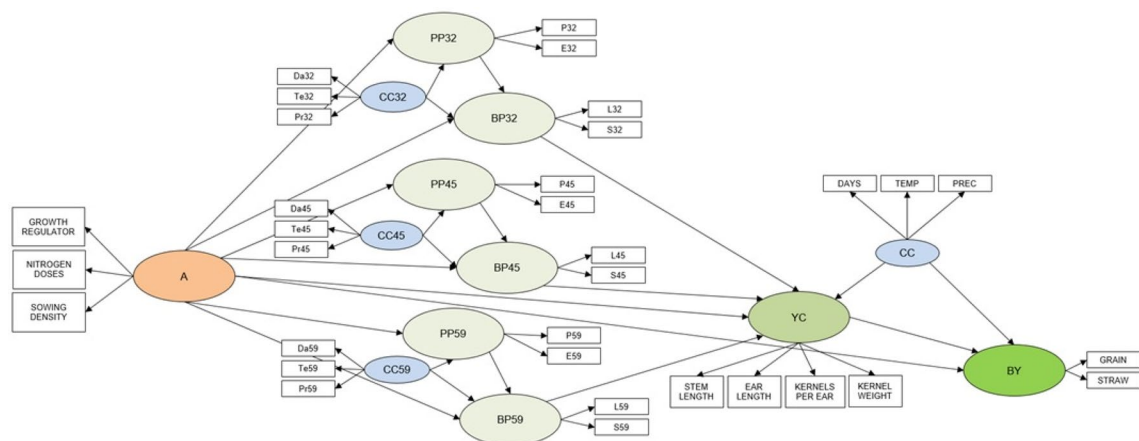 PP32
P32
E32
Da32
Te32
Pr32
CC32
BP32
L32
S32
PP45
P45
E45
Da45
Te45
Pr45
CC45
BP45
L45
S45
DAYS
TEMP
PREC
CC
GROWTH
REGULATOR
NITROGEN
DOSES
SOWING
DENSITY
A
YC
PP59
P59
E59
Da59
Te59
Pr59
CC59
BP59
L59
S59
STEM
LENGTH
EAR
LENGTH
KERNELS
PER EAR
KERNEL
WEIGHT
BY
GRAIN
STRAW